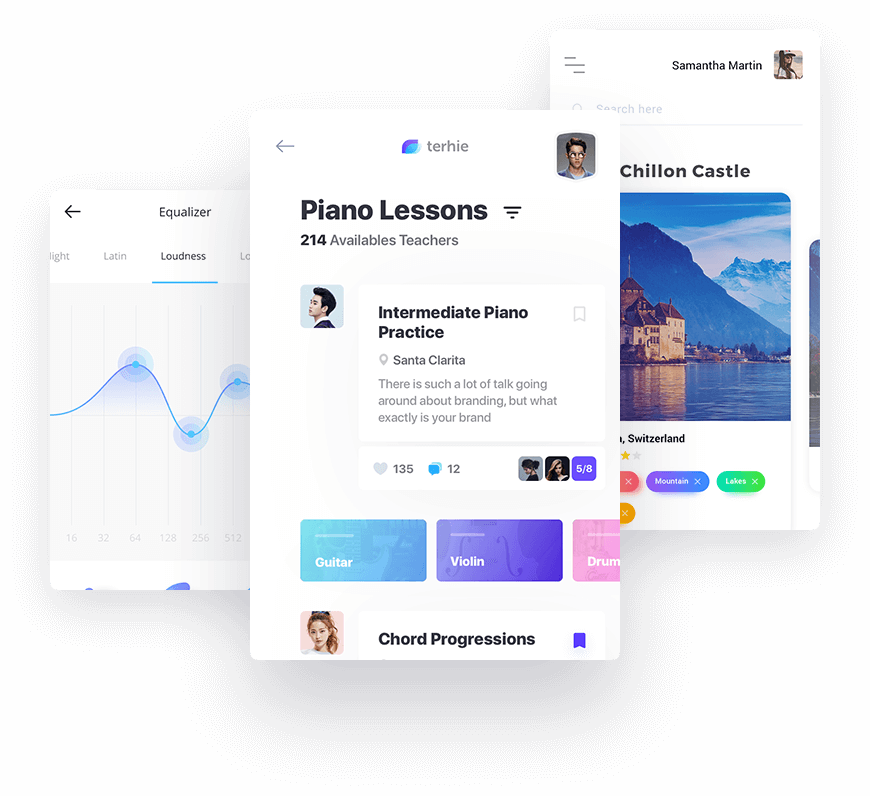 Equalizer
Latin
Loudness
16 32 64 128 256 512
terhie
Piano Lessons
214 Availables Teachers
Intermediate Piano
Practice
Santa Clarita
There is such a lot of talk going
around about branding, but what
exactly is your brand
135 12 5/8
Guitar Violin Drum
Chord Progressions
Samantha Martin
Search here
Chillon Castle
Switzerland
Mountain Lakes